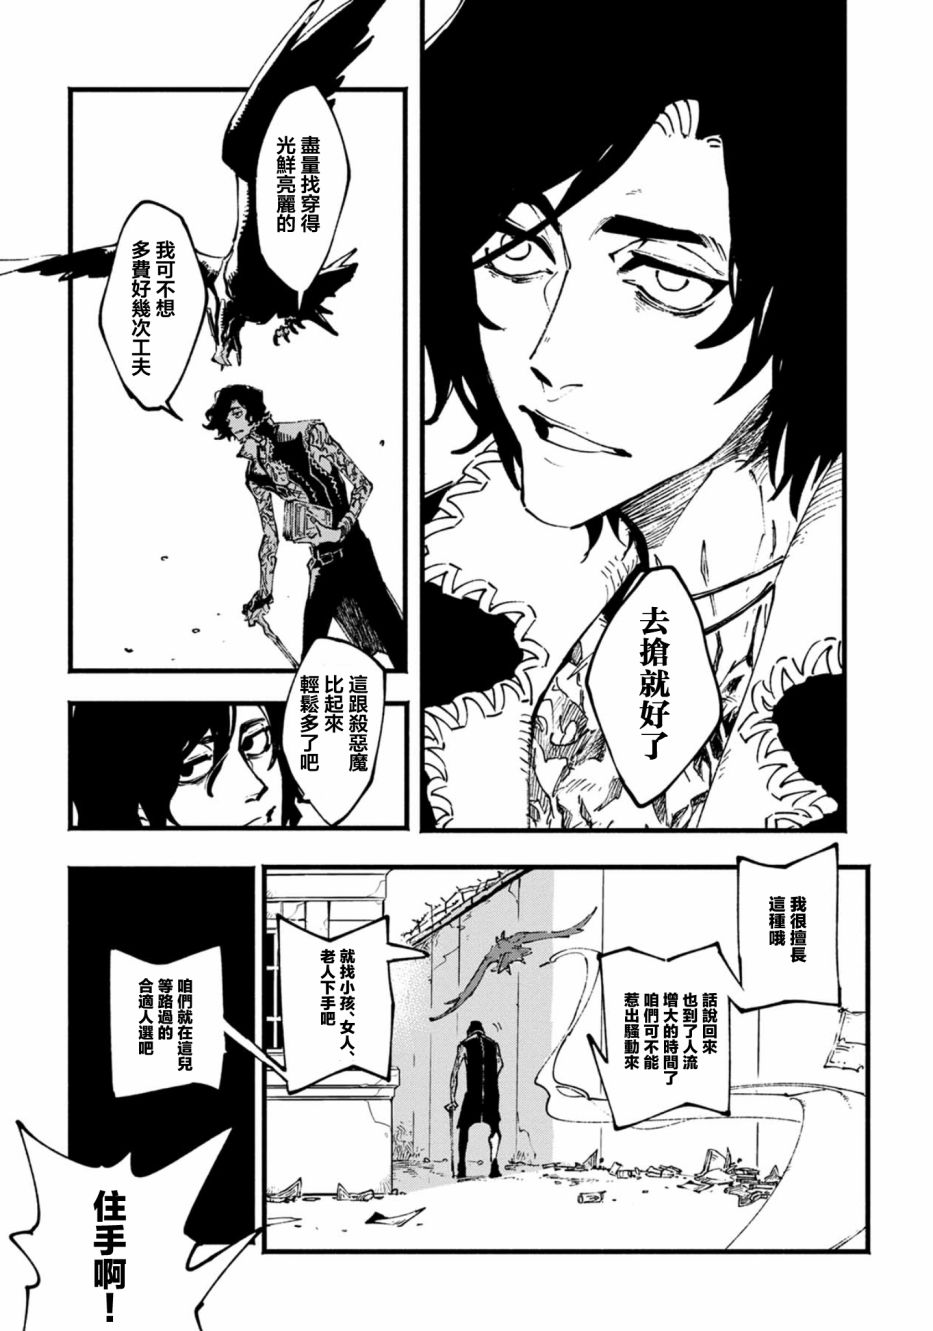 去搶就好了
盡量找穿得
光鮮亮麗的
我可不想
多費好幾次工夫
這跟殺惡魔
比起來
輕鬆多了吧
我很擅長
這種哦
話說回來
也到了人流
增大的時間了
咱們可不能
惹出騷動來
就找小孩、女人、
老人下手吧
咱們就在這兒
等路過的
合適人選吧
住手啊！